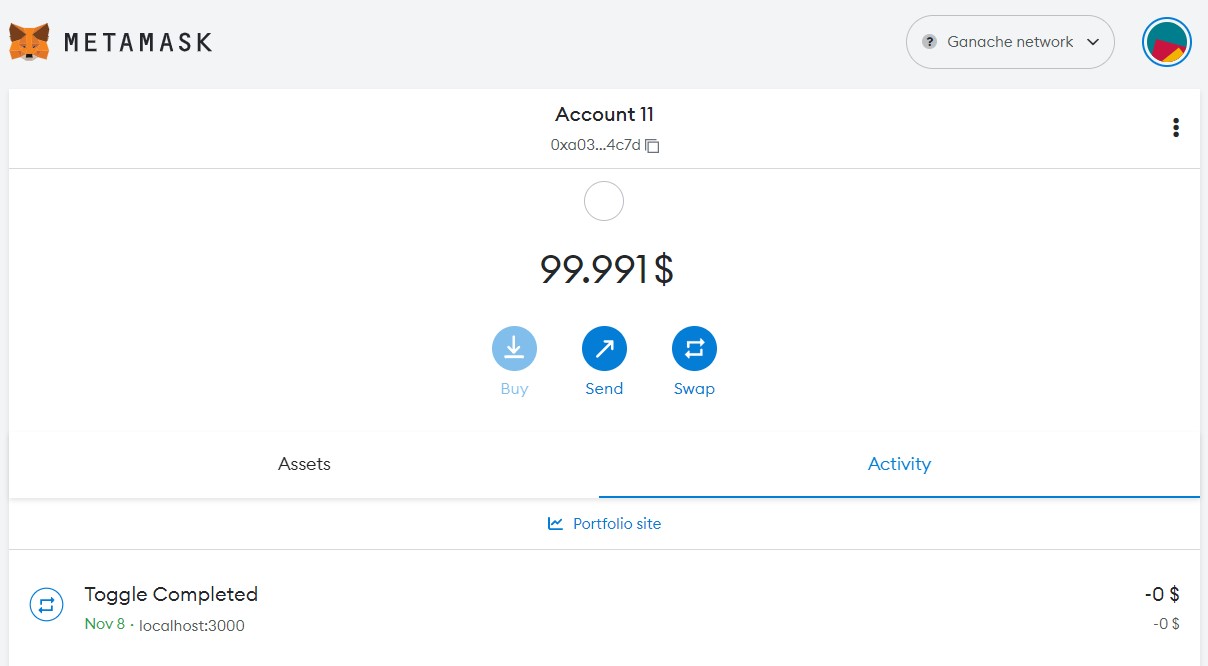 METAMASK
? Ganache network
Account 11
0xa03...4c7d
99.991 $
Buy
Send
Swap
Assets
Activity
Portfolio site
Toggle Completed
-0 $
Nov 8 · localhost:3000
-0 $